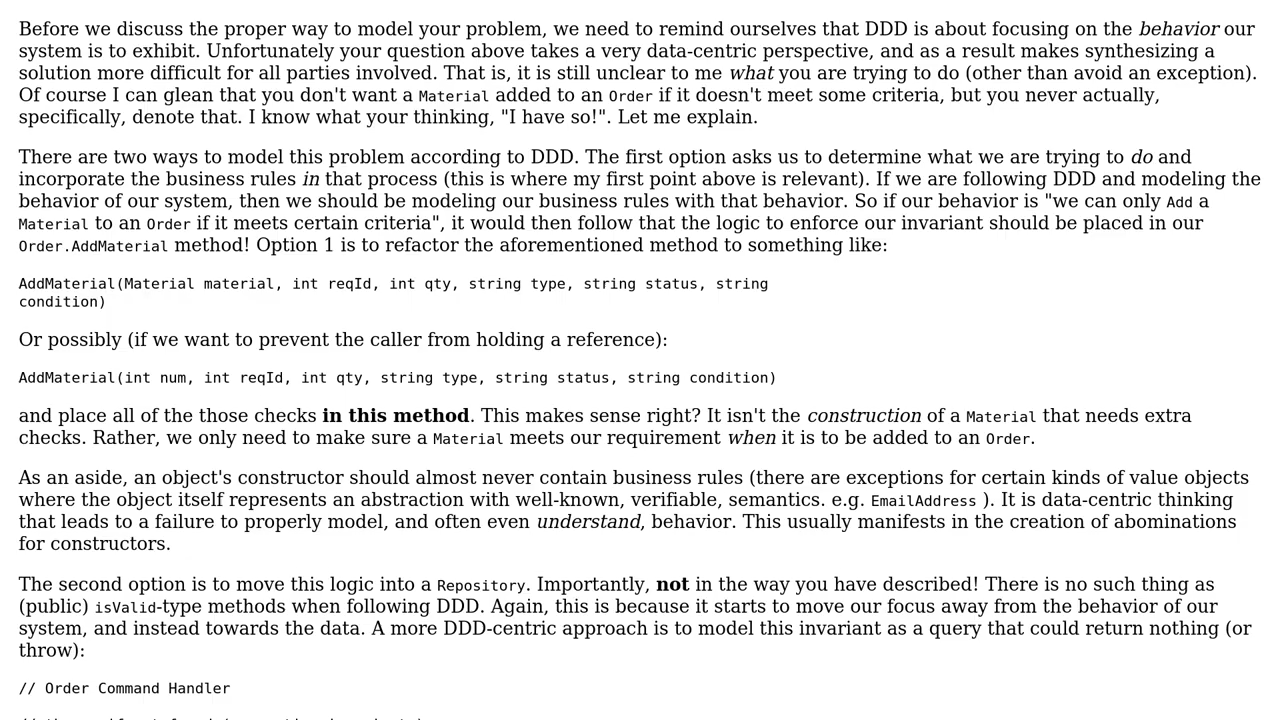 Before we discuss the proper way to model your problem, we need to remind ourselves that DDD is about focusing on the behavior our
system is to exhibit. Unfortunately your question above takes a very data-centric perspective, and as a result makes synthesizing a
solution more difficult for all parties involved. That is, it is still unclear to me what you are trying to do (other than avoid an exception).
Of course I can glean that you don't want a Material added to an Order if it doesn't meet some criteria, but you never actually,
specifically, denote that. I know what your thinking, "I have so!". Let me explain.
There are two ways to model this problem according to DDD. The first option asks us to determine what we are trying to do and
incorporate the business rules in that process (this is where my first point above is relevant). If we are following DDD and modeling the
behavior of our system, then we should be modeling our business rules with that behavior. So if our behavior is "we can only Add a
Material to an Order if it meets certain criteria", it would then follow that the logic to enforce our invariant should be placed in our
Order.AddMaterial method! Option 1 is to refactor the aforementioned method to something like:
AddMaterial(Material material, int reqId, int qty, string type, string status, string
condition)
Or possibly (if we want to prevent the caller from holding a reference):
AddMaterial(int num, int reqId, int qty, string type, string status, string condition)
and place all of the those checks in this method. This makes sense right? It isn't the construction of a Material that needs extra
checks. Rather, we only need to make sure a Material meets our requirement when it is to be added to an Order.
As an aside, an object's constructor should almost never contain business rules (there are exceptions for certain kinds of value objects
where the object itself represents an abstraction with well-known, verifiable, semantics. e.g. EmailAddress ). It is data-centric thinking
that leads to a failure to properly model, and often even understand, behavior. This usually manifests in the creation of abominations
for constructors.
The second option is to move this logic into a Repository. Importantly, not in the way you have described! There is no such thing as
(public) isValid-type methods when following DDD. Again, this is because it starts to move our focus away from the behavior of our
system, and instead towards the data. A more DDD-centric approach is to model this invariant as a query that could return nothing (or
throw):
// Order Command Handler